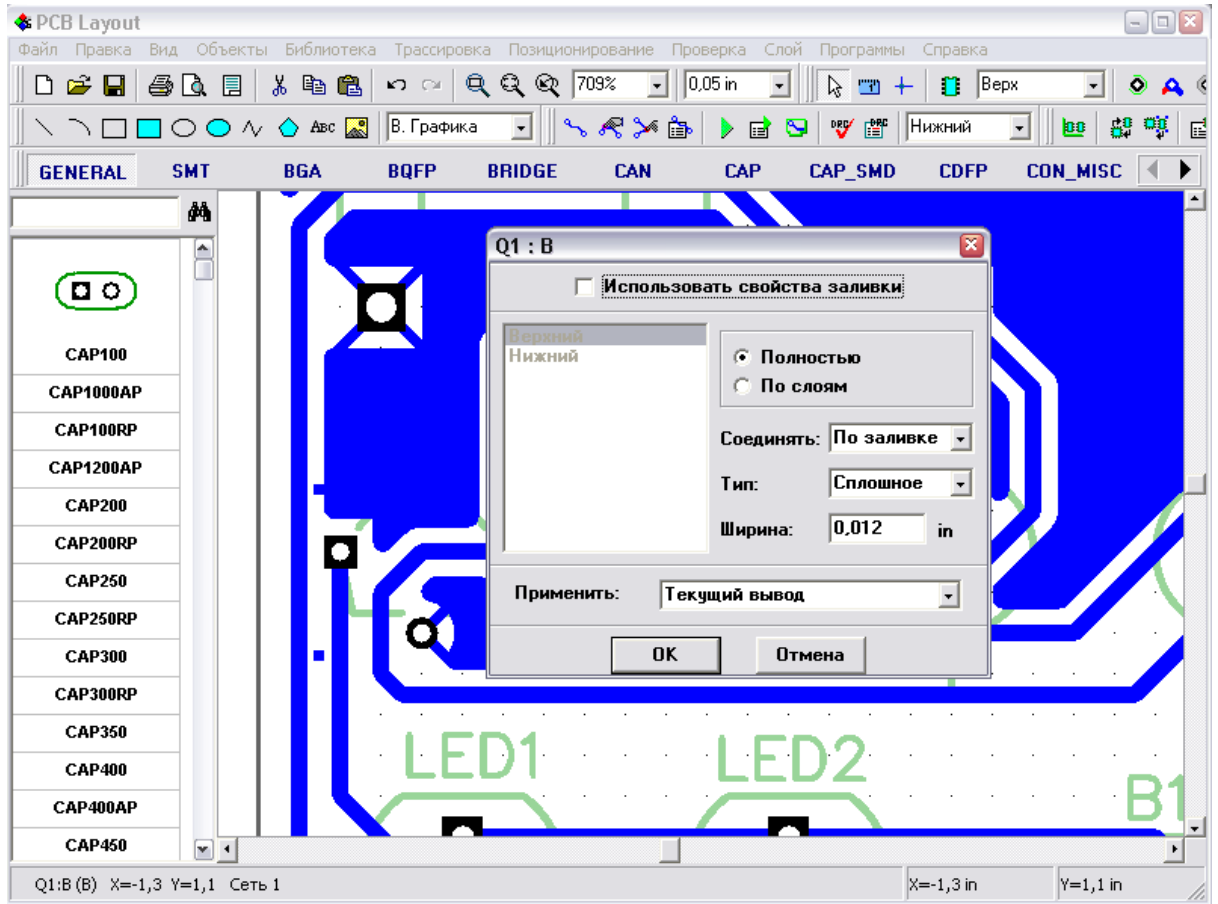 PCB Layout
Файл Правка Вид Объекты Библиотека Трассировка Позиционирование Проверка Слой Программы Справка
709% 0,05 in Верх
ABC В. Графика DRC DRC Нижний
GENERAL SMT BGA BQFP BRIDGE CAN CAP CAP_SMD CDFP CON_MISC
Q1 : B
Использовать свойства заливки
Верхний
Нижний
Полностью
По слоям
Соединять: По заливке
Тип: Сплошное
Ширина: 0,012 in
Применить: Текущий вывод
OK Отмена
CAP100
CAP1000AP
CAP100RP
CAP1200AP
CAP200
CAP200RP
CAP250
CAP250RP
CAP300
CAP300RP
CAP350
CAP400
CAP400AP
CAP450
LED1 LED2
B1
Q1:B (B) X=-1,3 Y=1,1 Сеть 1 X=-1,3 in Y=1,1 in